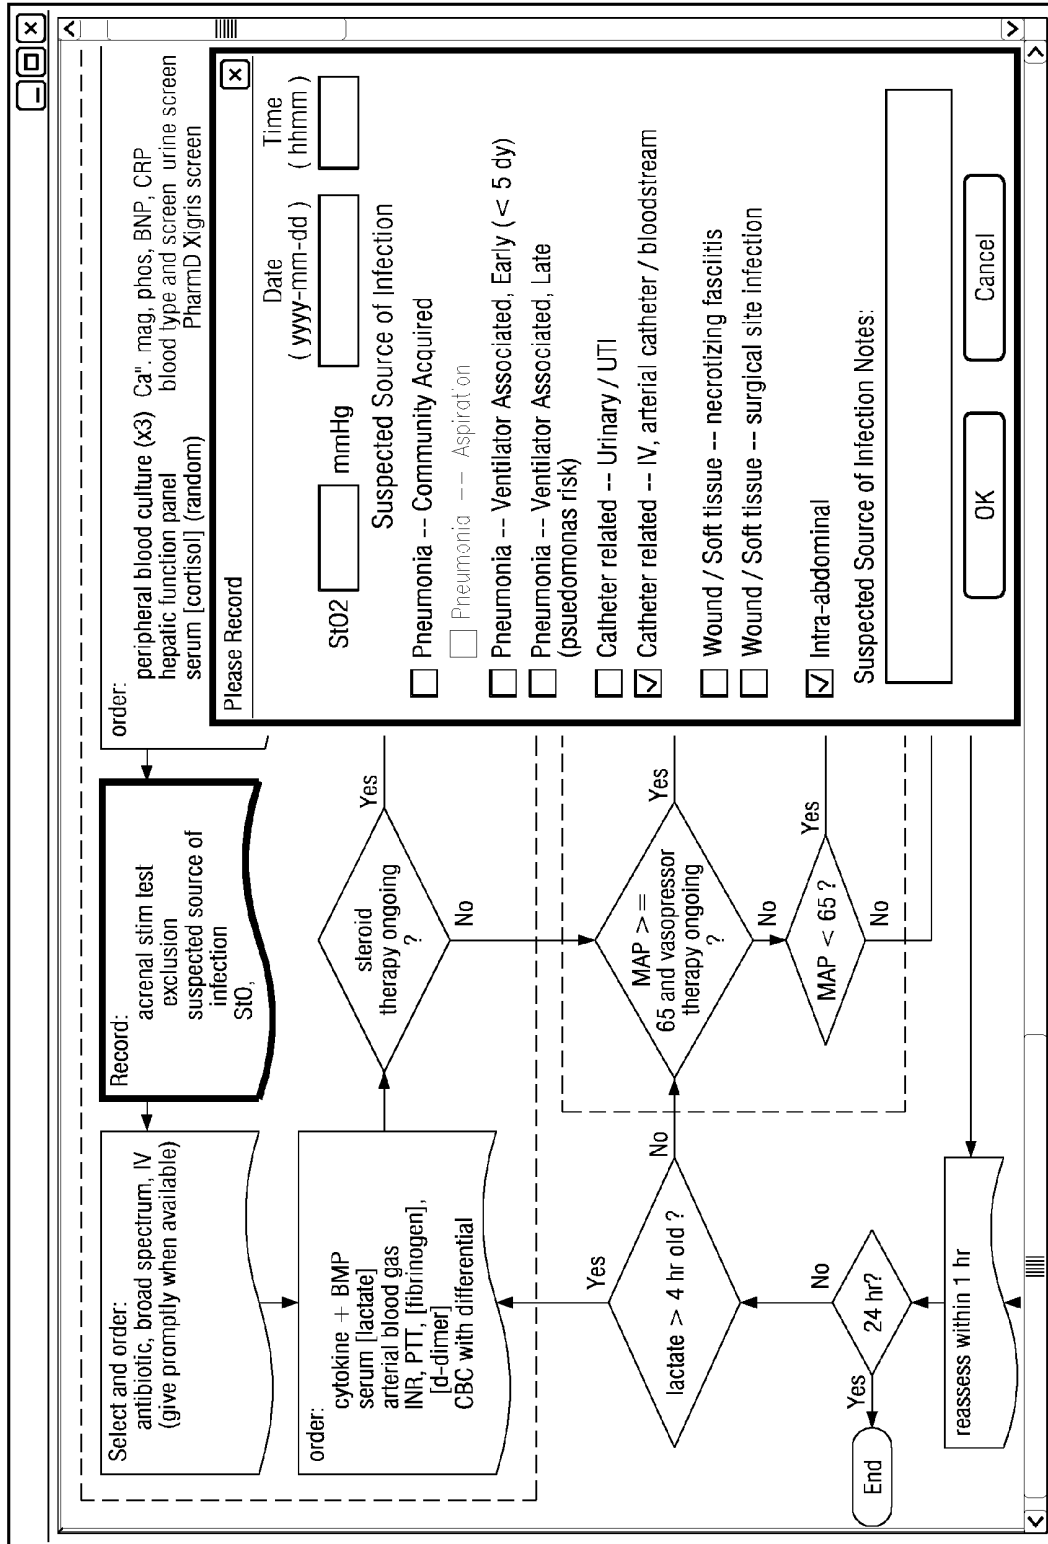 order:
peripheral blood culture (x3)
hepatic function panel
serum [cortisol] (random)
Ca". mag, phos, BNP, CRP
blood type and screen urine screen
PharmD Xigris screen
Record:
acrenal stim test
exclusion
suspected source of
infection
StO,
Select and order:
antibiotic, broad spectrum, IV
(give promptly when available)
order:
cytokine + BMP
serum [lactate]
arterial blood gas
INR, PTT, [fibrinogen],
[d-dimer]
CBC with differential
steroid
therapy ongoing
?
Yes
No
MAP >=
65 and vasopressor
therapy ongoing
?
Yes
No
MAP < 65 ?
Yes
No
lactate > 4 hr old ?
Yes
No
24 hr?
No
Yes
End
reassess within 1 hr
Please Record
Date
( yyyy-mm-dd )
Time
( hhmm )
StO2
mmHg
Suspected Source of Infection
Pneumonia -- Community Acquired
Pneumonia -- Aspiration
Pneumonia -- Ventilator Associated, Early ( < 5 dy)
Pneumonia -- Ventilator Associated, Late
(psuedomonas risk)
Catheter related -- Urinary / UTI
Catheter related -- IV, arterial catheter / bloodstream
Wound / Soft tissue -- necrotizing fasciitis
Wound / Soft tissue -- surgical site infection
Intra-abdominal
Suspected Source of Infection Notes:
OK
Cancel